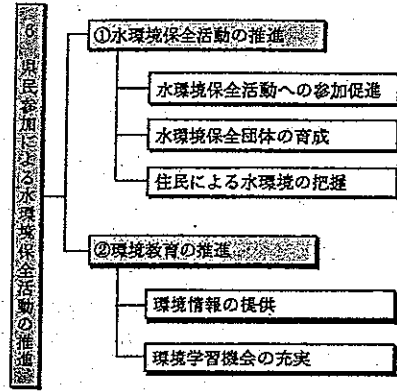 6 県民参加による水環境保全活動の推進
①水環境保全活動の推進
水環境保全活動への参加促進
水環境保全団体の育成
住民による水環境の把握
②環境教育の推進
環境情報の提供
環境学習機会の充実